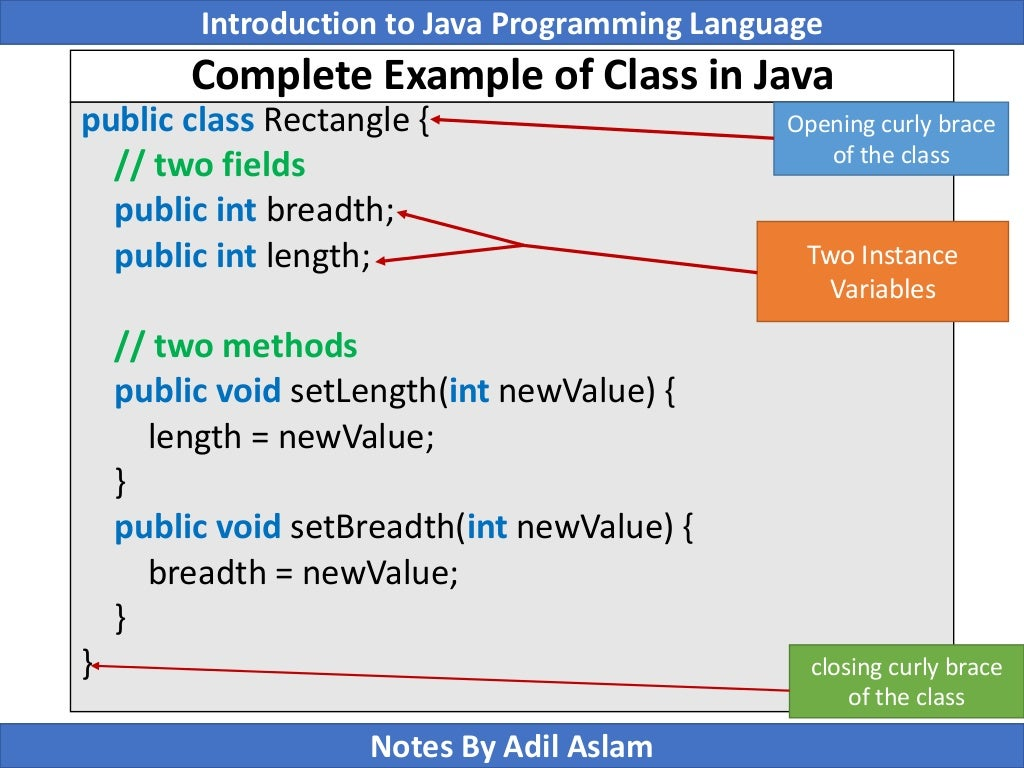 Introduction to Java Programming Language
Complete Example of Class in Java
public class Rectangle {
// two fields
public int breadth;
public int length;
// two methods
public void setLength(int newValue) {
length = newValue;
}
public void setBreadth(int newValue) {
breadth = newValue;
}
}
Opening curly brace
of the class
Two Instance
Variables
closing curly brace
of the class
Notes By Adil Aslam